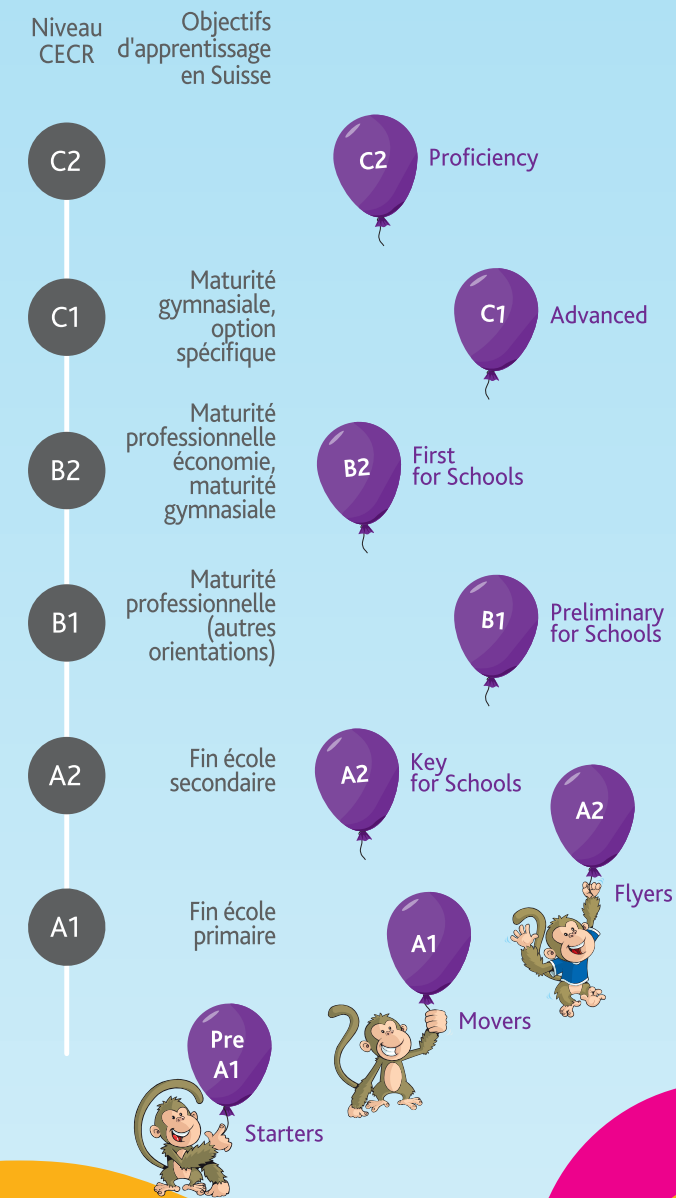 Niveau
CECR
Objectifs
d'apprentissage
en Suisse
C2
C2
Proficiency
C1
Maturité
gymnasiale,
option
spécifique
C1
Advanced
B2
Maturité
professionnelle
économie,
maturité
gymnasiale
B2
First
for Schools
B1
Maturité
professionnelle
(autres
orientations)
B1
Preliminary
for Schools
A2
Fin école
secondaire
A2
Key
for Schools
A2
Flyers
A1
Fin école
primaire
A1
Movers
Pre
A1
Starters